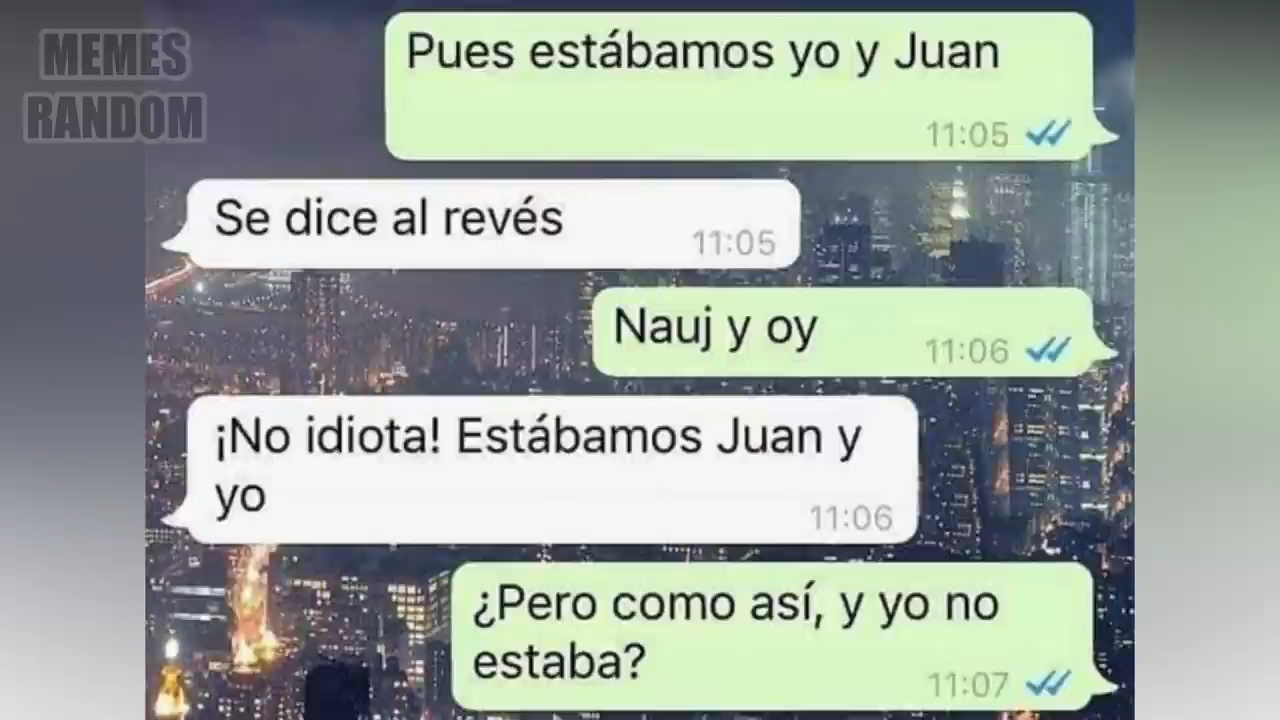 MEMES
RANDOM
Pues estábamos yo y Juan
11:05
Se dice al revés
11:05
Nauj y oy
11:06
¡No idiota! Estábamos Juan y
yo
11:06
¿Pero como así, y yo no
estaba?
11:07